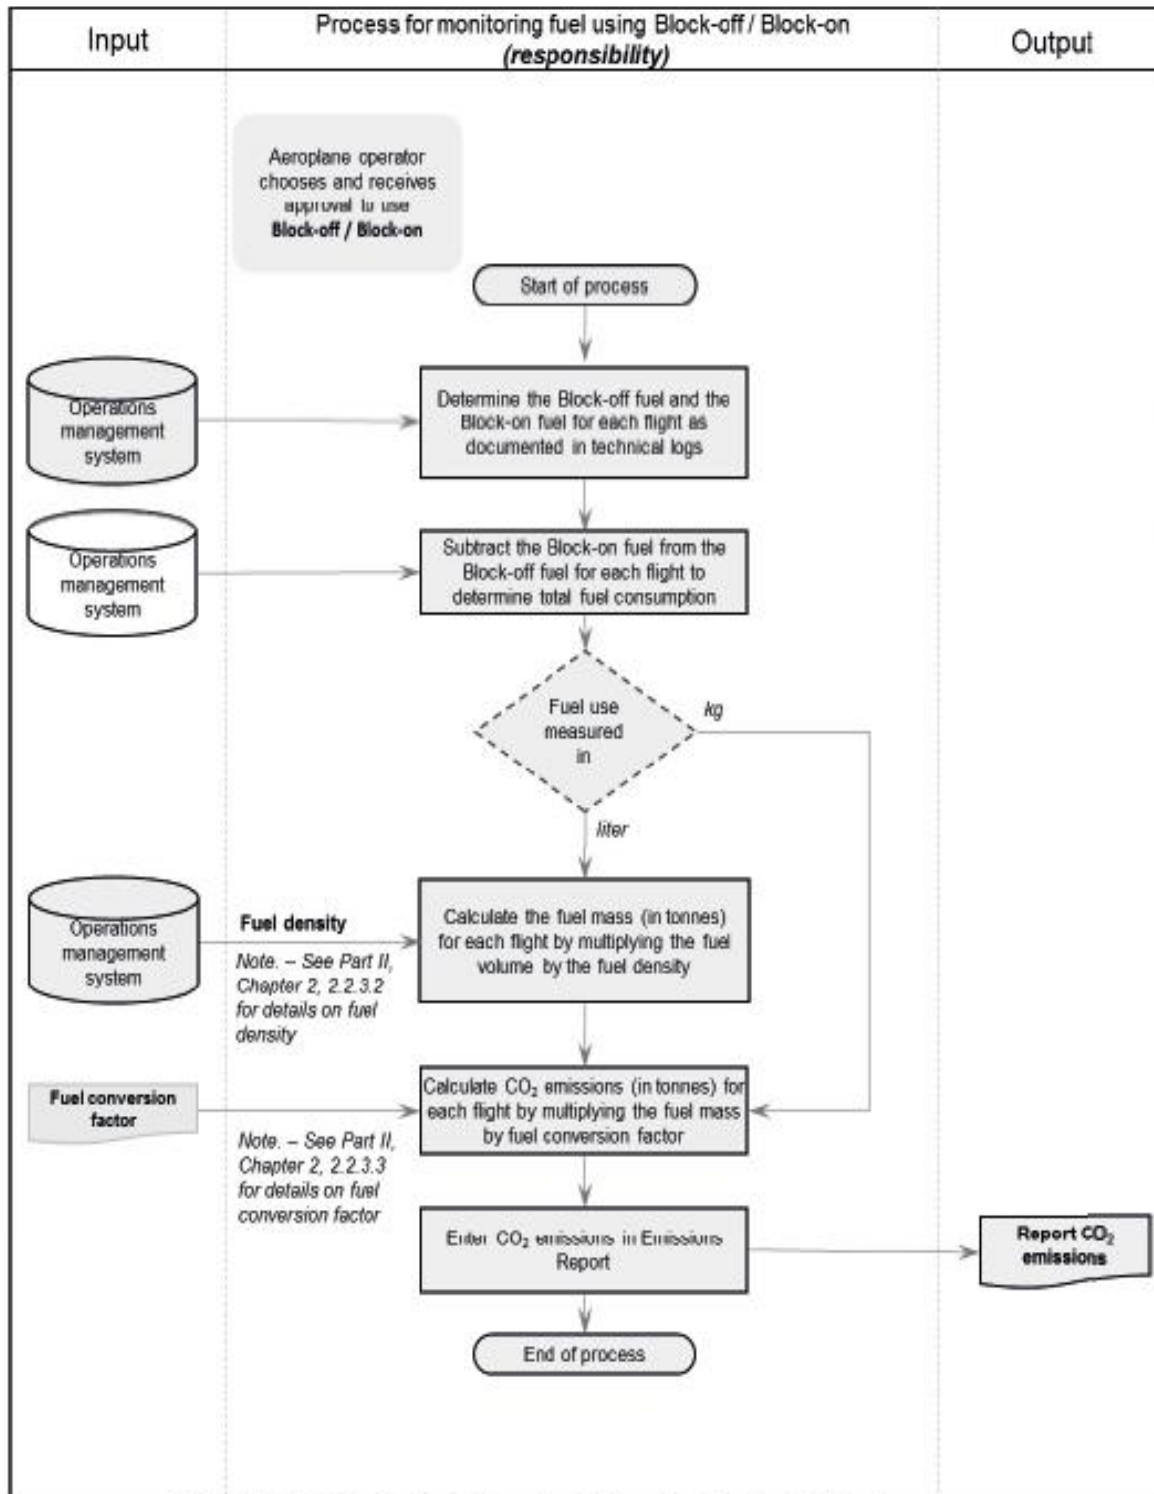 Input
Process for monitoring fuel using Block-off / Block-on
(responsibility)
Output
Aeroplane operator
chooses and receives
approval to use
Block-off / Block-on
Start of process
Operations
management
system
Determine the Block-off fuel and the
Block-on fuel for each flight as
documented in technical logs
Operations
management
system
Subtract the Block-on fuel from the
Block-off fuel for each flight to
determine total fuel consumption
Fuel use
measured
in
kg
liter
Operations
management
system
Fuel density
Note. – See Part II,
Chapter 2, 2.2.3.2
for details on fuel
density
Calculate the fuel mass (in tonnes)
for each flight by multiplying the fuel
volume by the fuel density
Fuel conversion
factor
Note. – See Part II,
Chapter 2, 2.2.3.3
for details on fuel
conversion factor
Calculate CO₂ emissions (in tonnes) for
each flight by multiplying the fuel mass
by fuel conversion factor
Enter CO₂ emissions in Emissions
Report
Report CO₂
emissions
End of process